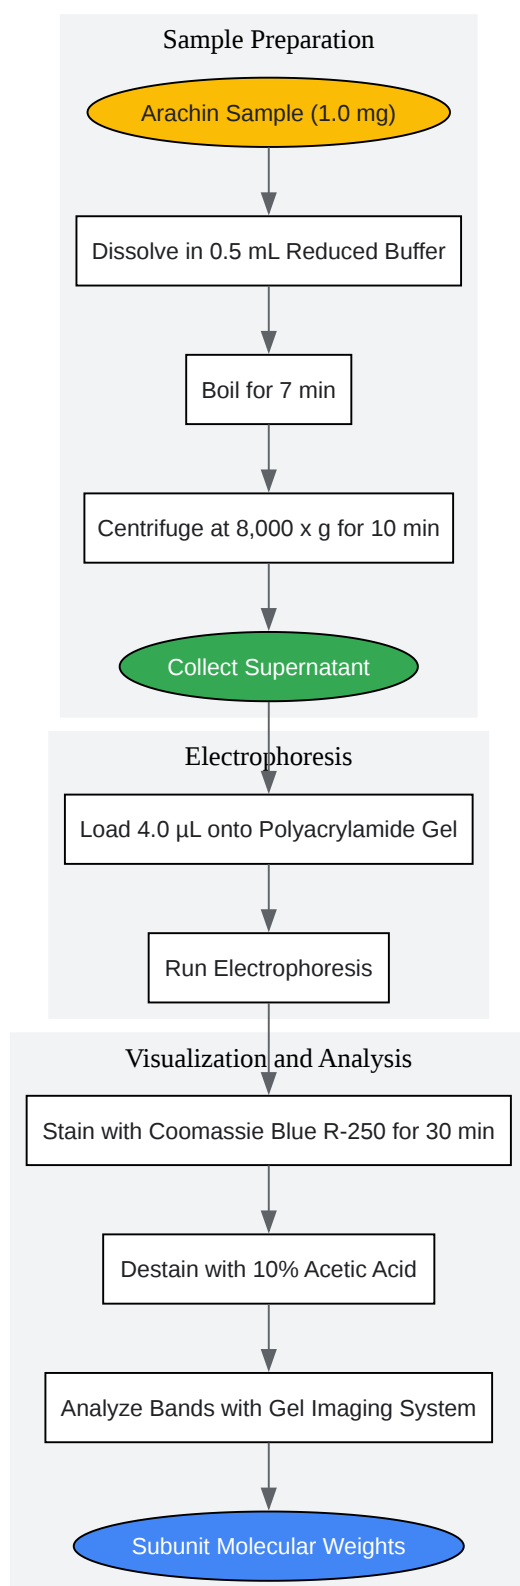 Sample Preparation
Arachin Sample (1.0 mg)
Dissolve in 0.5 mL Reduced Buffer
Boil for 7 min
Centrifuge at 8,000 x g for 10 min
Collect Supernatant
Electrophoresis
Load 4.0 µL onto Polyacrylamide Gel
Run Electrophoresis
Visualization and Analysis
Stain with Coomassie Blue R-250 for 30 min
Destain with 10% Acetic Acid
Analyze Bands with Gel Imaging System
Subunit Molecular Weights